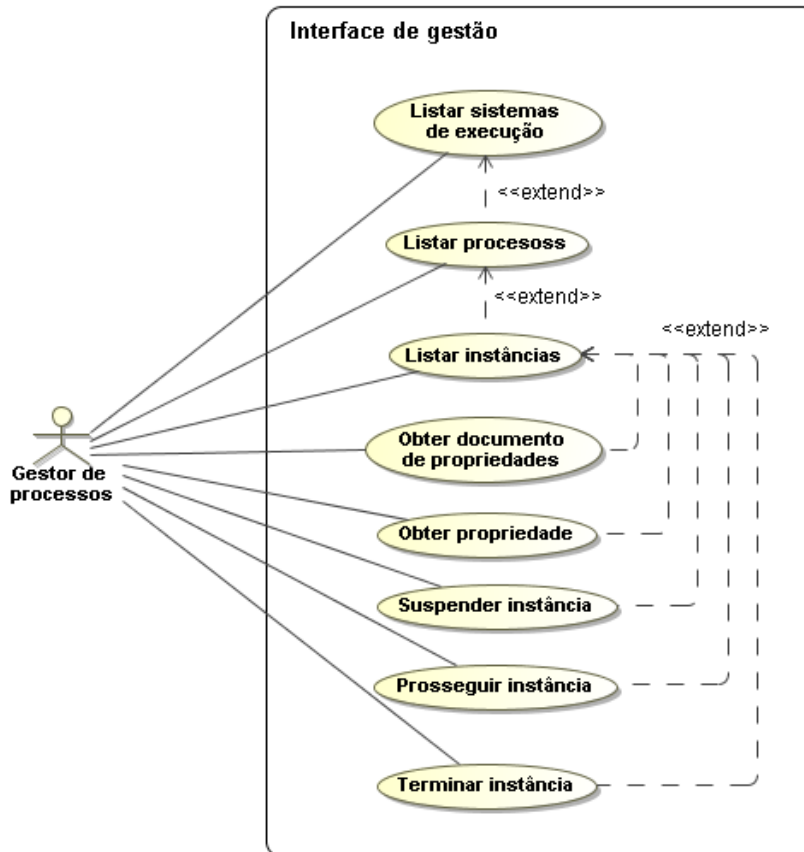 Interface de gestão
Listar sistemas
de execução
<<extend>>
Listar procesoss
<<extend>>
Listar instâncias
<<extend>>
Obter documento
de propriedades
Gestor de
processos
Obter propriedade
Suspender instância
Prosseguir instância
Terminar instância